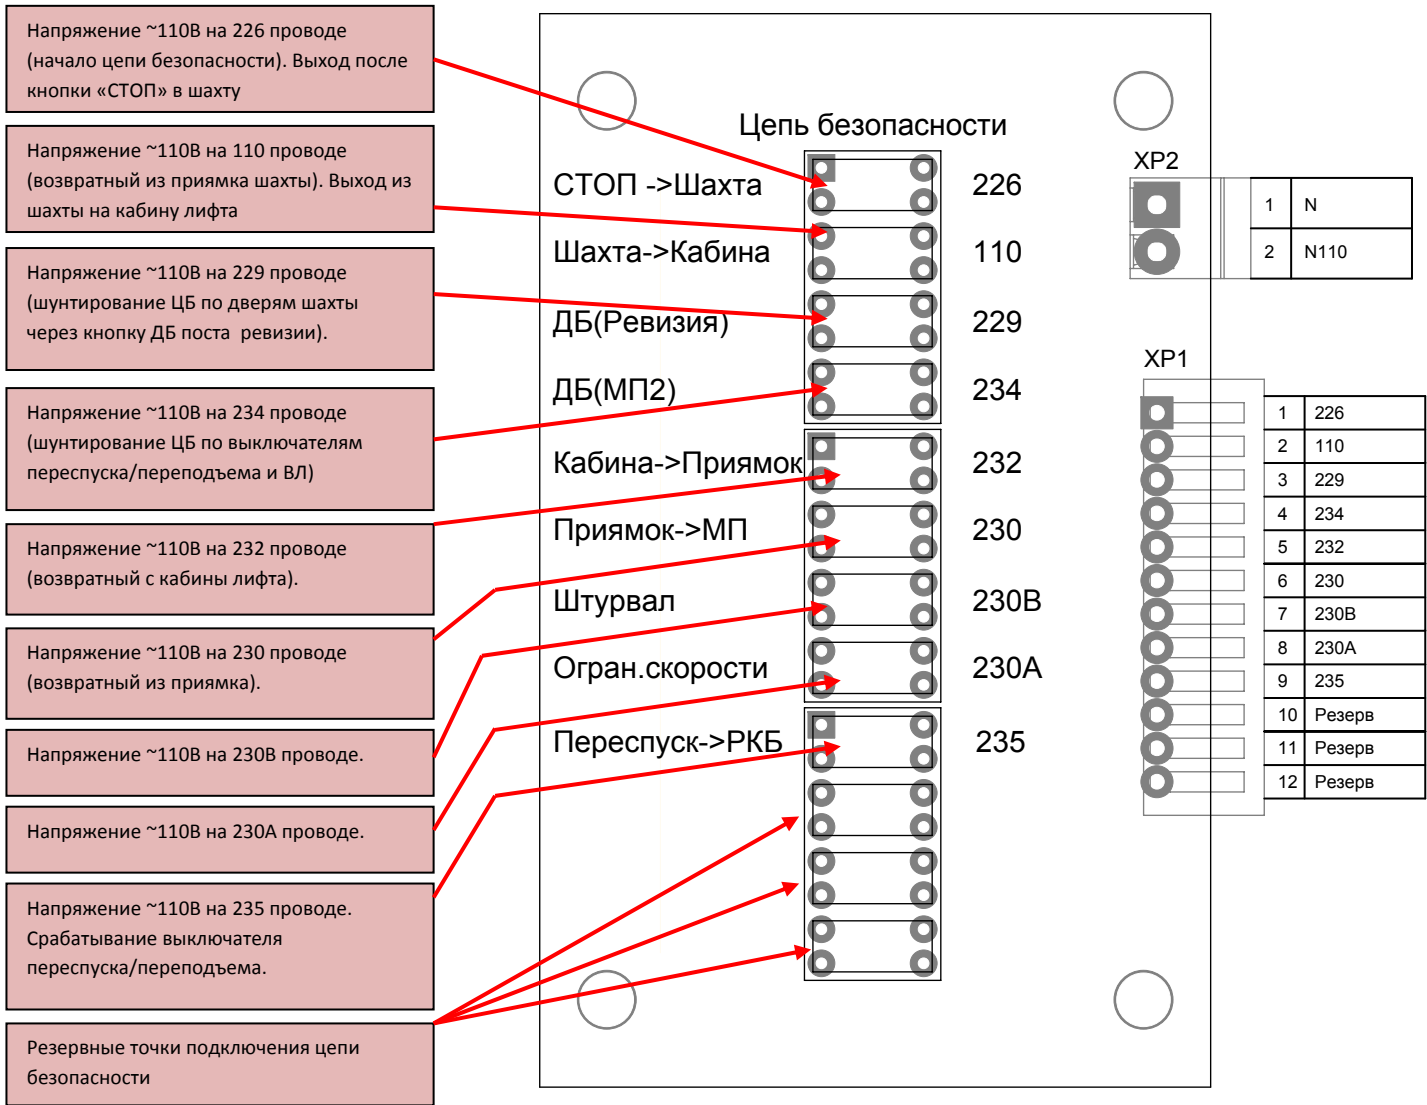 Напряжение ~110В на 226 проводе
(начало цепи безопасности). Выход после
кнопки «СТОП» в шахту
Напряжение ~110В на 110 проводе
(возвратный из приямка шахты). Выход из
шахты на кабину лифта
Напряжение ~110В на 229 проводе
(шунтирование ЦБ по дверям шахты
через кнопку ДБ поста ревизии).
Напряжение ~110В на 234 проводе
(шунтирование ЦБ по выключателям
переспуска/переподъема и ВЛ)
Напряжение ~110В на 232 проводе
(возвратный с кабины лифта).
Напряжение ~110В на 230 проводе
(возвратный из приямка).
Напряжение ~110В на 230В проводе.
Напряжение ~110В на 230А проводе.
Напряжение ~110В на 235 проводе.
Срабатывание выключателя
переспуска/переподъема.
Резервные точки подключения цепи
безопасности
Цепь безопасности
СТОП ->Шахта 226
Шахта->Кабина 110
ДБ(Ревизия) 229
ДБ(МП2) 234
Кабина->Приямок 232
Приямок->МП 230
Штурвал 230В
Огран.скорости 230А
Переспуск->РКБ 235
XP2
1 N
2 N110
XP1
1 226
2 110
3 229
4 234
5 232
6 230
7 230В
8 230А
9 235
10 Резерв
11 Резерв
12 Резерв